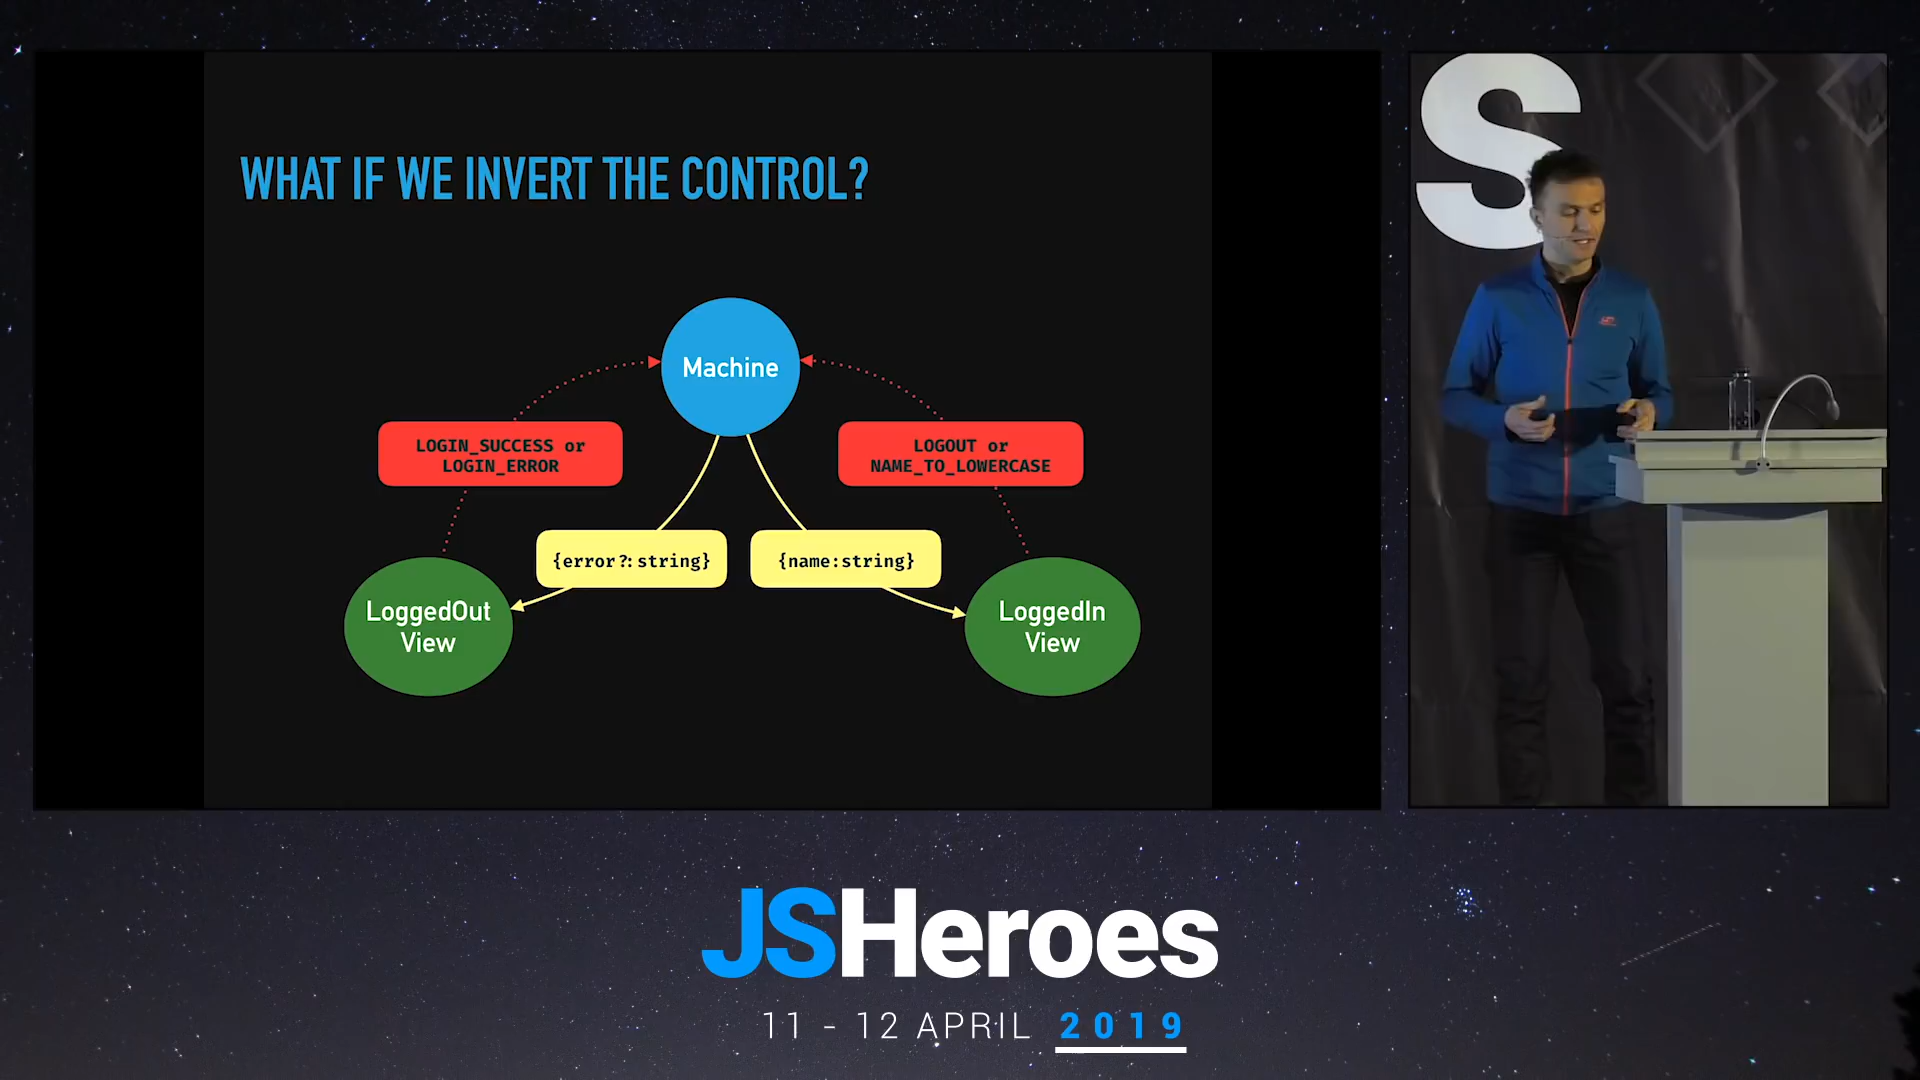 WHAT IF WE INVERT THE CONTROL?
Machine
LOGIN_SUCCESS or
LOGIN_ERROR
LOGOUT or
NAME_TO_LOWERCASE
{error?:string}
{name:string}
LoggedOut
View
LoggedIn
View
S
JSHeroes
11 - 12 APRIL 2019